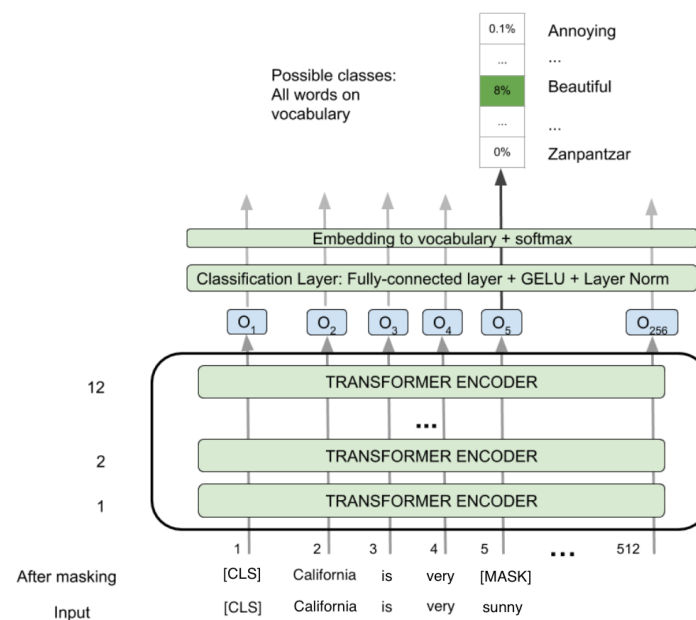 0.1% Annoying
... ...
Possible classes:
All words on
vocabulary
8% Beautiful
... ...
0% Zanpantzar
Embedding to vocabulary + softmax
Classification Layer: Fully-connected layer + GELU + Layer Norm
O1 O2 O3 O4 O5 O256
12 TRANSFORMER ENCODER
...
2 TRANSFORMER ENCODER
1 TRANSFORMER ENCODER
1 2 3 4 5 ... 512
After masking [CLS] California is very [MASK]
Input [CLS] California is very sunny